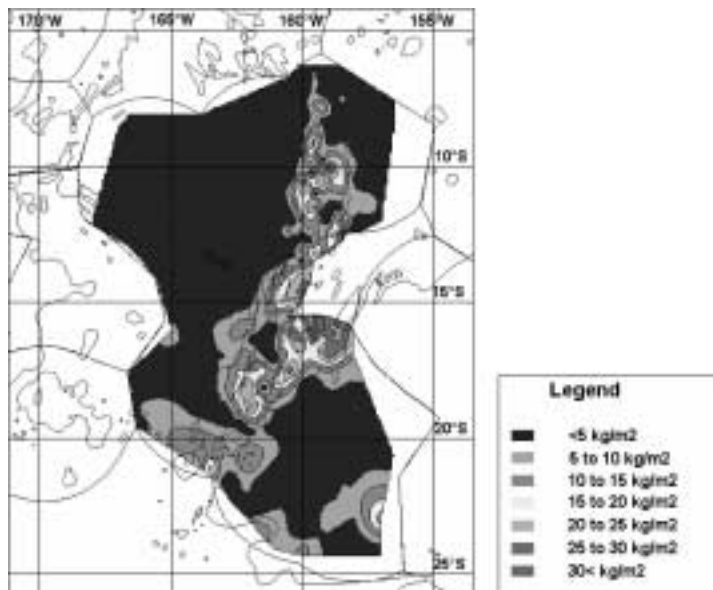 170°W 165°W 160°W 155°W
10°S
15°S
20°S
25°S
Legend
<5 kg/m2
5 to 10 kg/m2
10 to 15 kg/m2
15 to 20 kg/m2
20 to 25 kg/m2
25 to 30 kg/m2
30< kg/m2